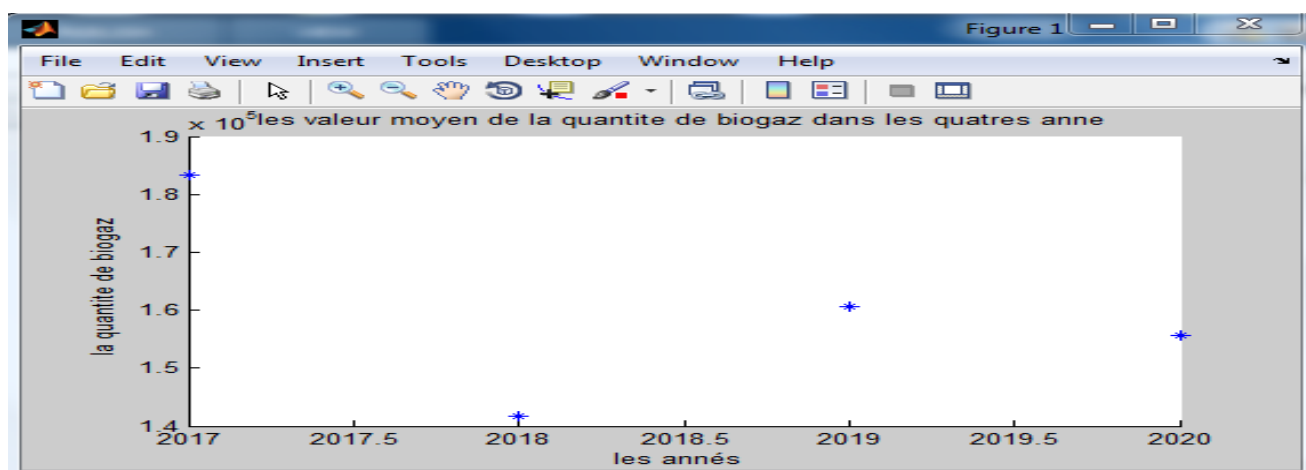 Figure 1
File Edit View Insert Tools Desktop Window Help
x 10⁵ les valeur moyen de la quantite de biogaz dans les quatres anne
1.9
1.8
1.7
1.6
1.5
1.4
la quantite de biogaz
2017 2017.5 2018 2018.5 2019 2019.5 2020
les annés